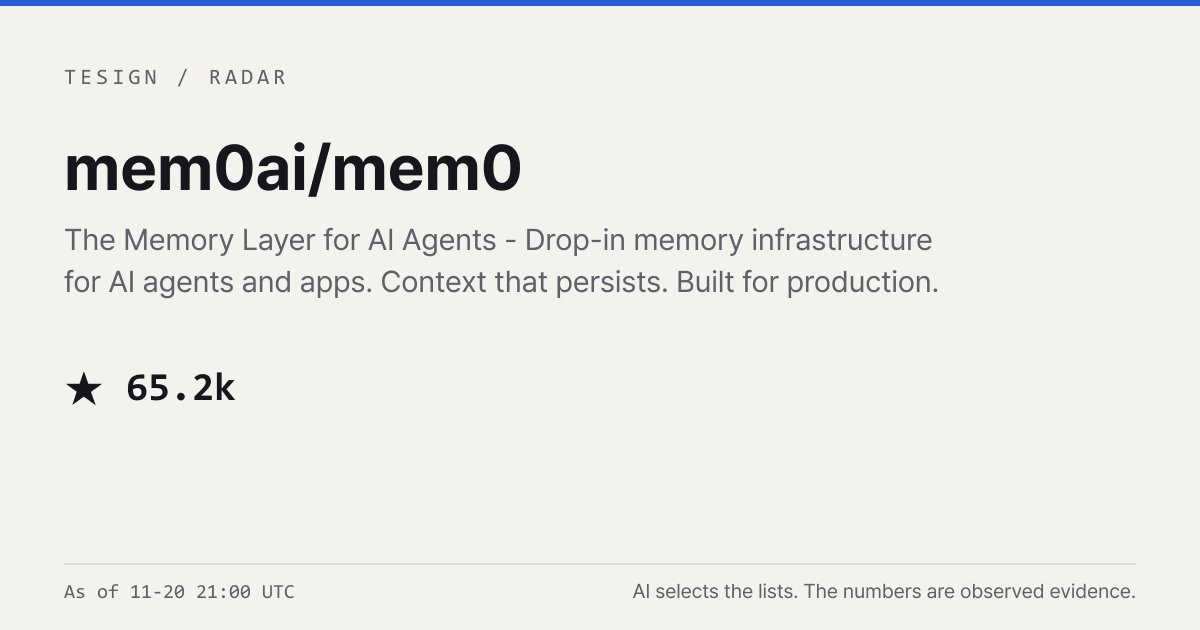 TESIGN / RADAR
mem0ai/mem0
The Memory Layer for AI Agents - Drop-in memory infrastructure
for AI agents and apps. Context that persists. Built for production.
★ 65.2k
As of 11-20 21:00 UTC
AI selects the lists. The numbers are observed evidence.